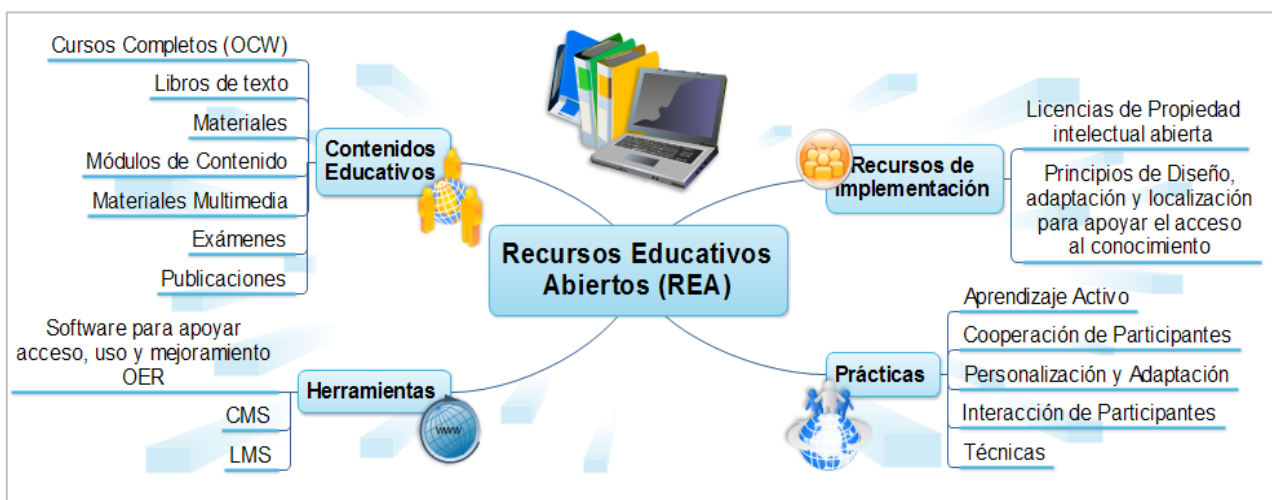 Cursos Completos (OCW)
Libros de texto
Materiales
Módulos de Contenido
Materiales Multimedia
Exámenes
Publicaciones
Contenidos
Educativos
Software para apoyar
acceso, uso y mejoramiento
OER
CMS
LMS
Herramientas
www
Recursos Educativos
Abiertos (REA)
Recursos de
Implementación
Licencias de Propiedad
intelectual abierta
Principios de Diseño,
adaptación y localización
para apoyar el acceso
al conocimiento
Prácticas
Aprendizaje Activo
Cooperación de Participantes
Personalización y Adaptación
Interacción de Participantes
Técnicas